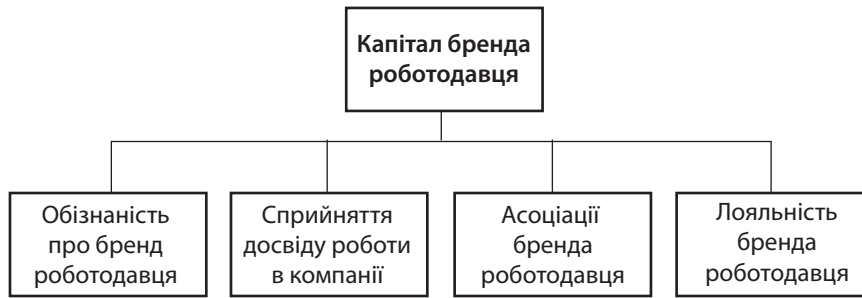 Капітал бренда
роботодавця
Обізнаність
про бренд
роботодавця
Сприйняття
досвіду роботи
в компанії
Асоціації
бренда
роботодавця
Лояльність
бренда
роботодавця